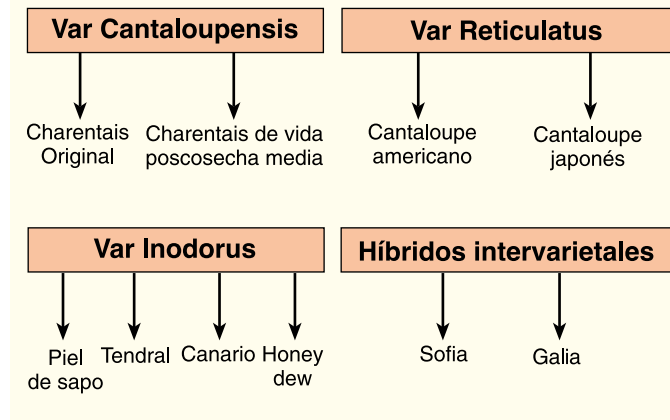 Var Cantaloupensis
Charentais
Original
Charentais de vida
poscosecha media
Var Reticulatus
Cantaloupe
americano
Cantaloupe
japonés
Var Inodorus
Piel
de sapo
Tendral
Canario
Honey
dew
Híbridos intervarietales
Sofia
Galia